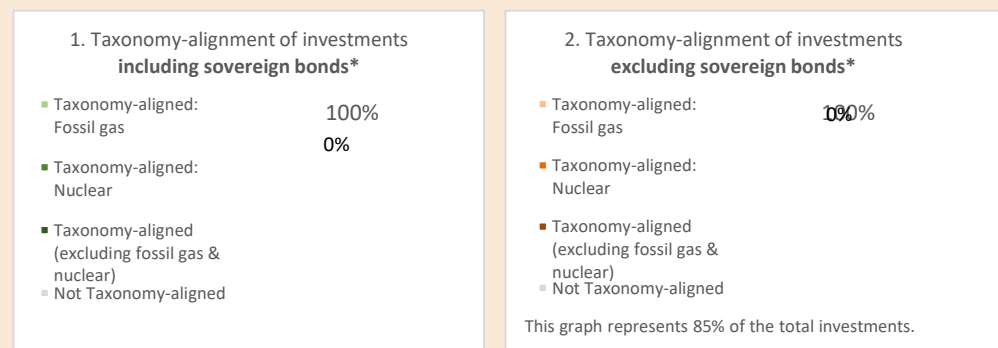 1. Taxonomy-alignment of investments
including sovereign bonds*
Taxonomy-aligned:
Fossil gas
100%
0%
Taxonomy-aligned:
Nuclear
Taxonomy-aligned
(excluding fossil gas &
nuclear)
Not Taxonomy-aligned
2. Taxonomy-alignment of investments
excluding sovereign bonds*
Taxonomy-aligned:
Fossil gas
100%
0%
Taxonomy-aligned:
Nuclear
Taxonomy-aligned
(excluding fossil gas &
nuclear)
Not Taxonomy-aligned
This graph represents 85% of the total investments.